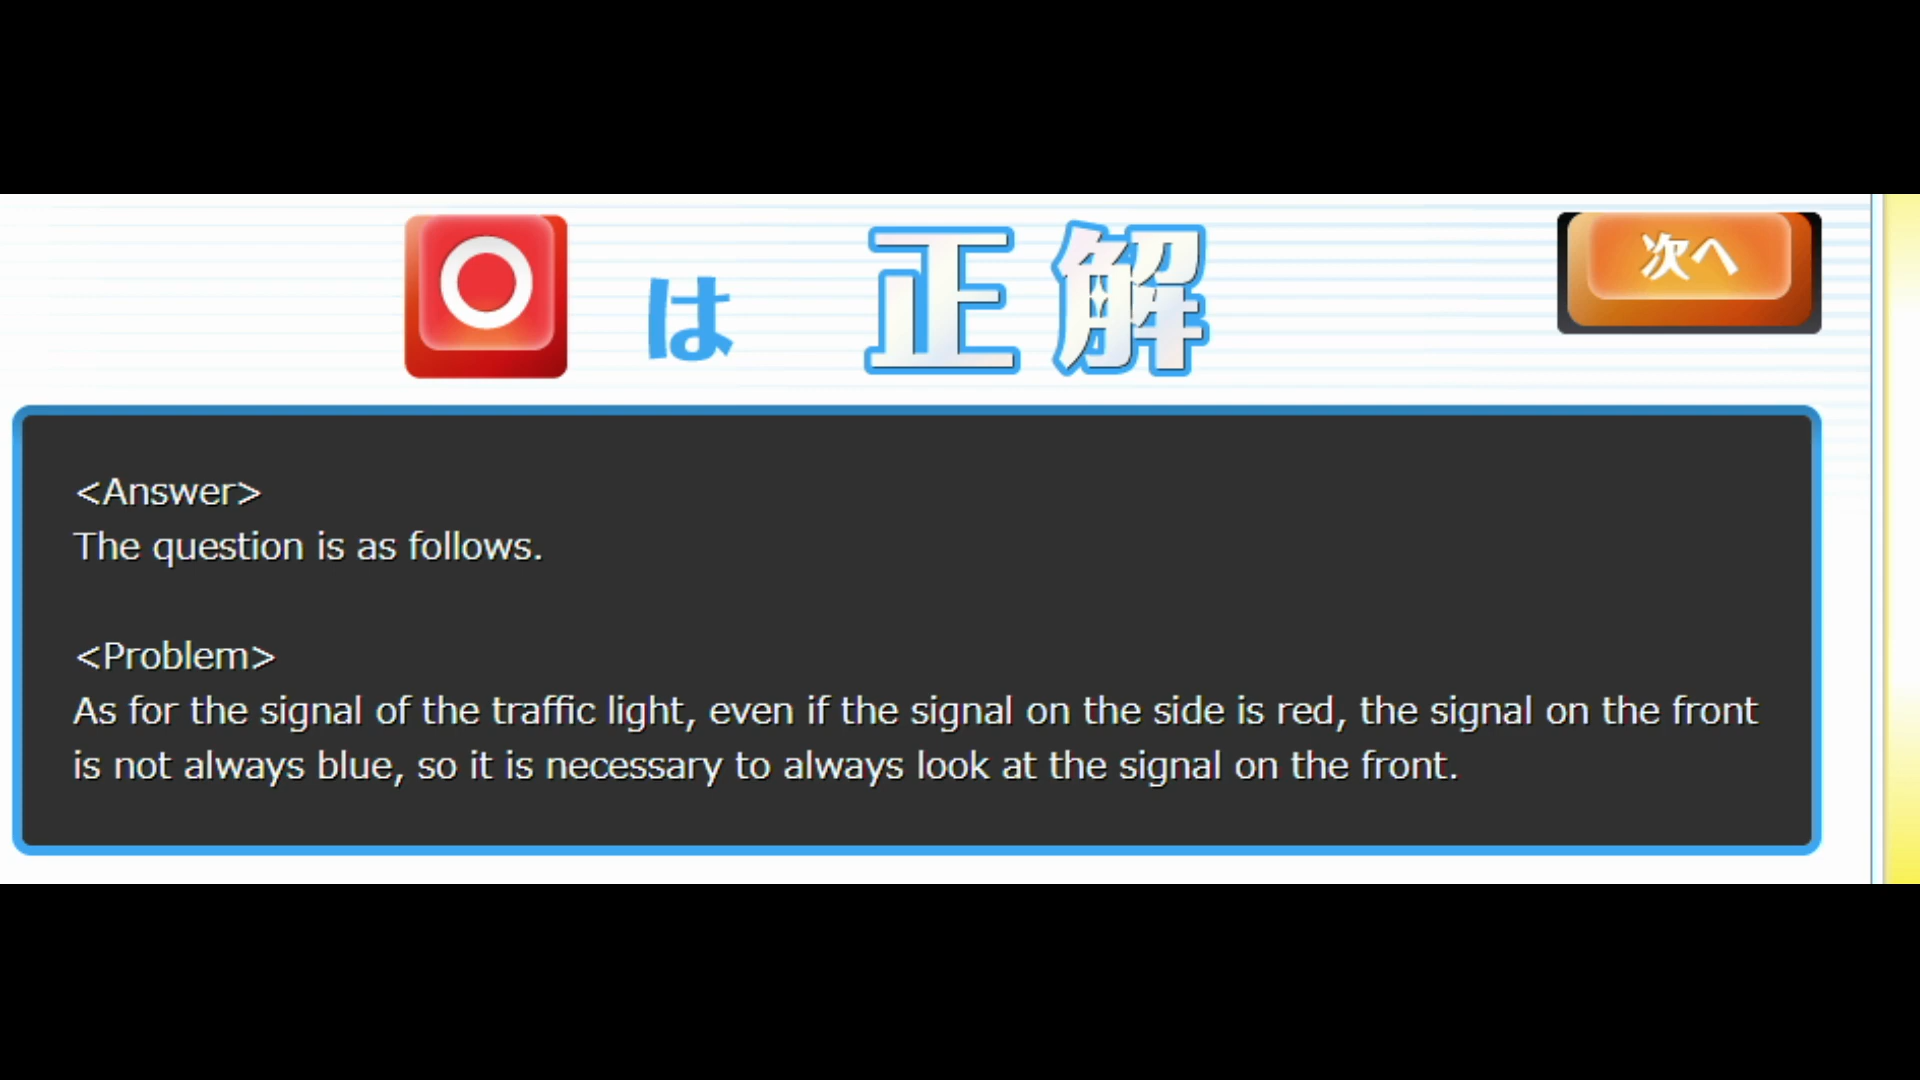 は 正解
次へ
<Answer>
The question is as follows.
<Problem>
As for the signal of the traffic light, even if the signal on the side is red, the signal on the front
is not always blue, so it is necessary to always look at the signal on the front.